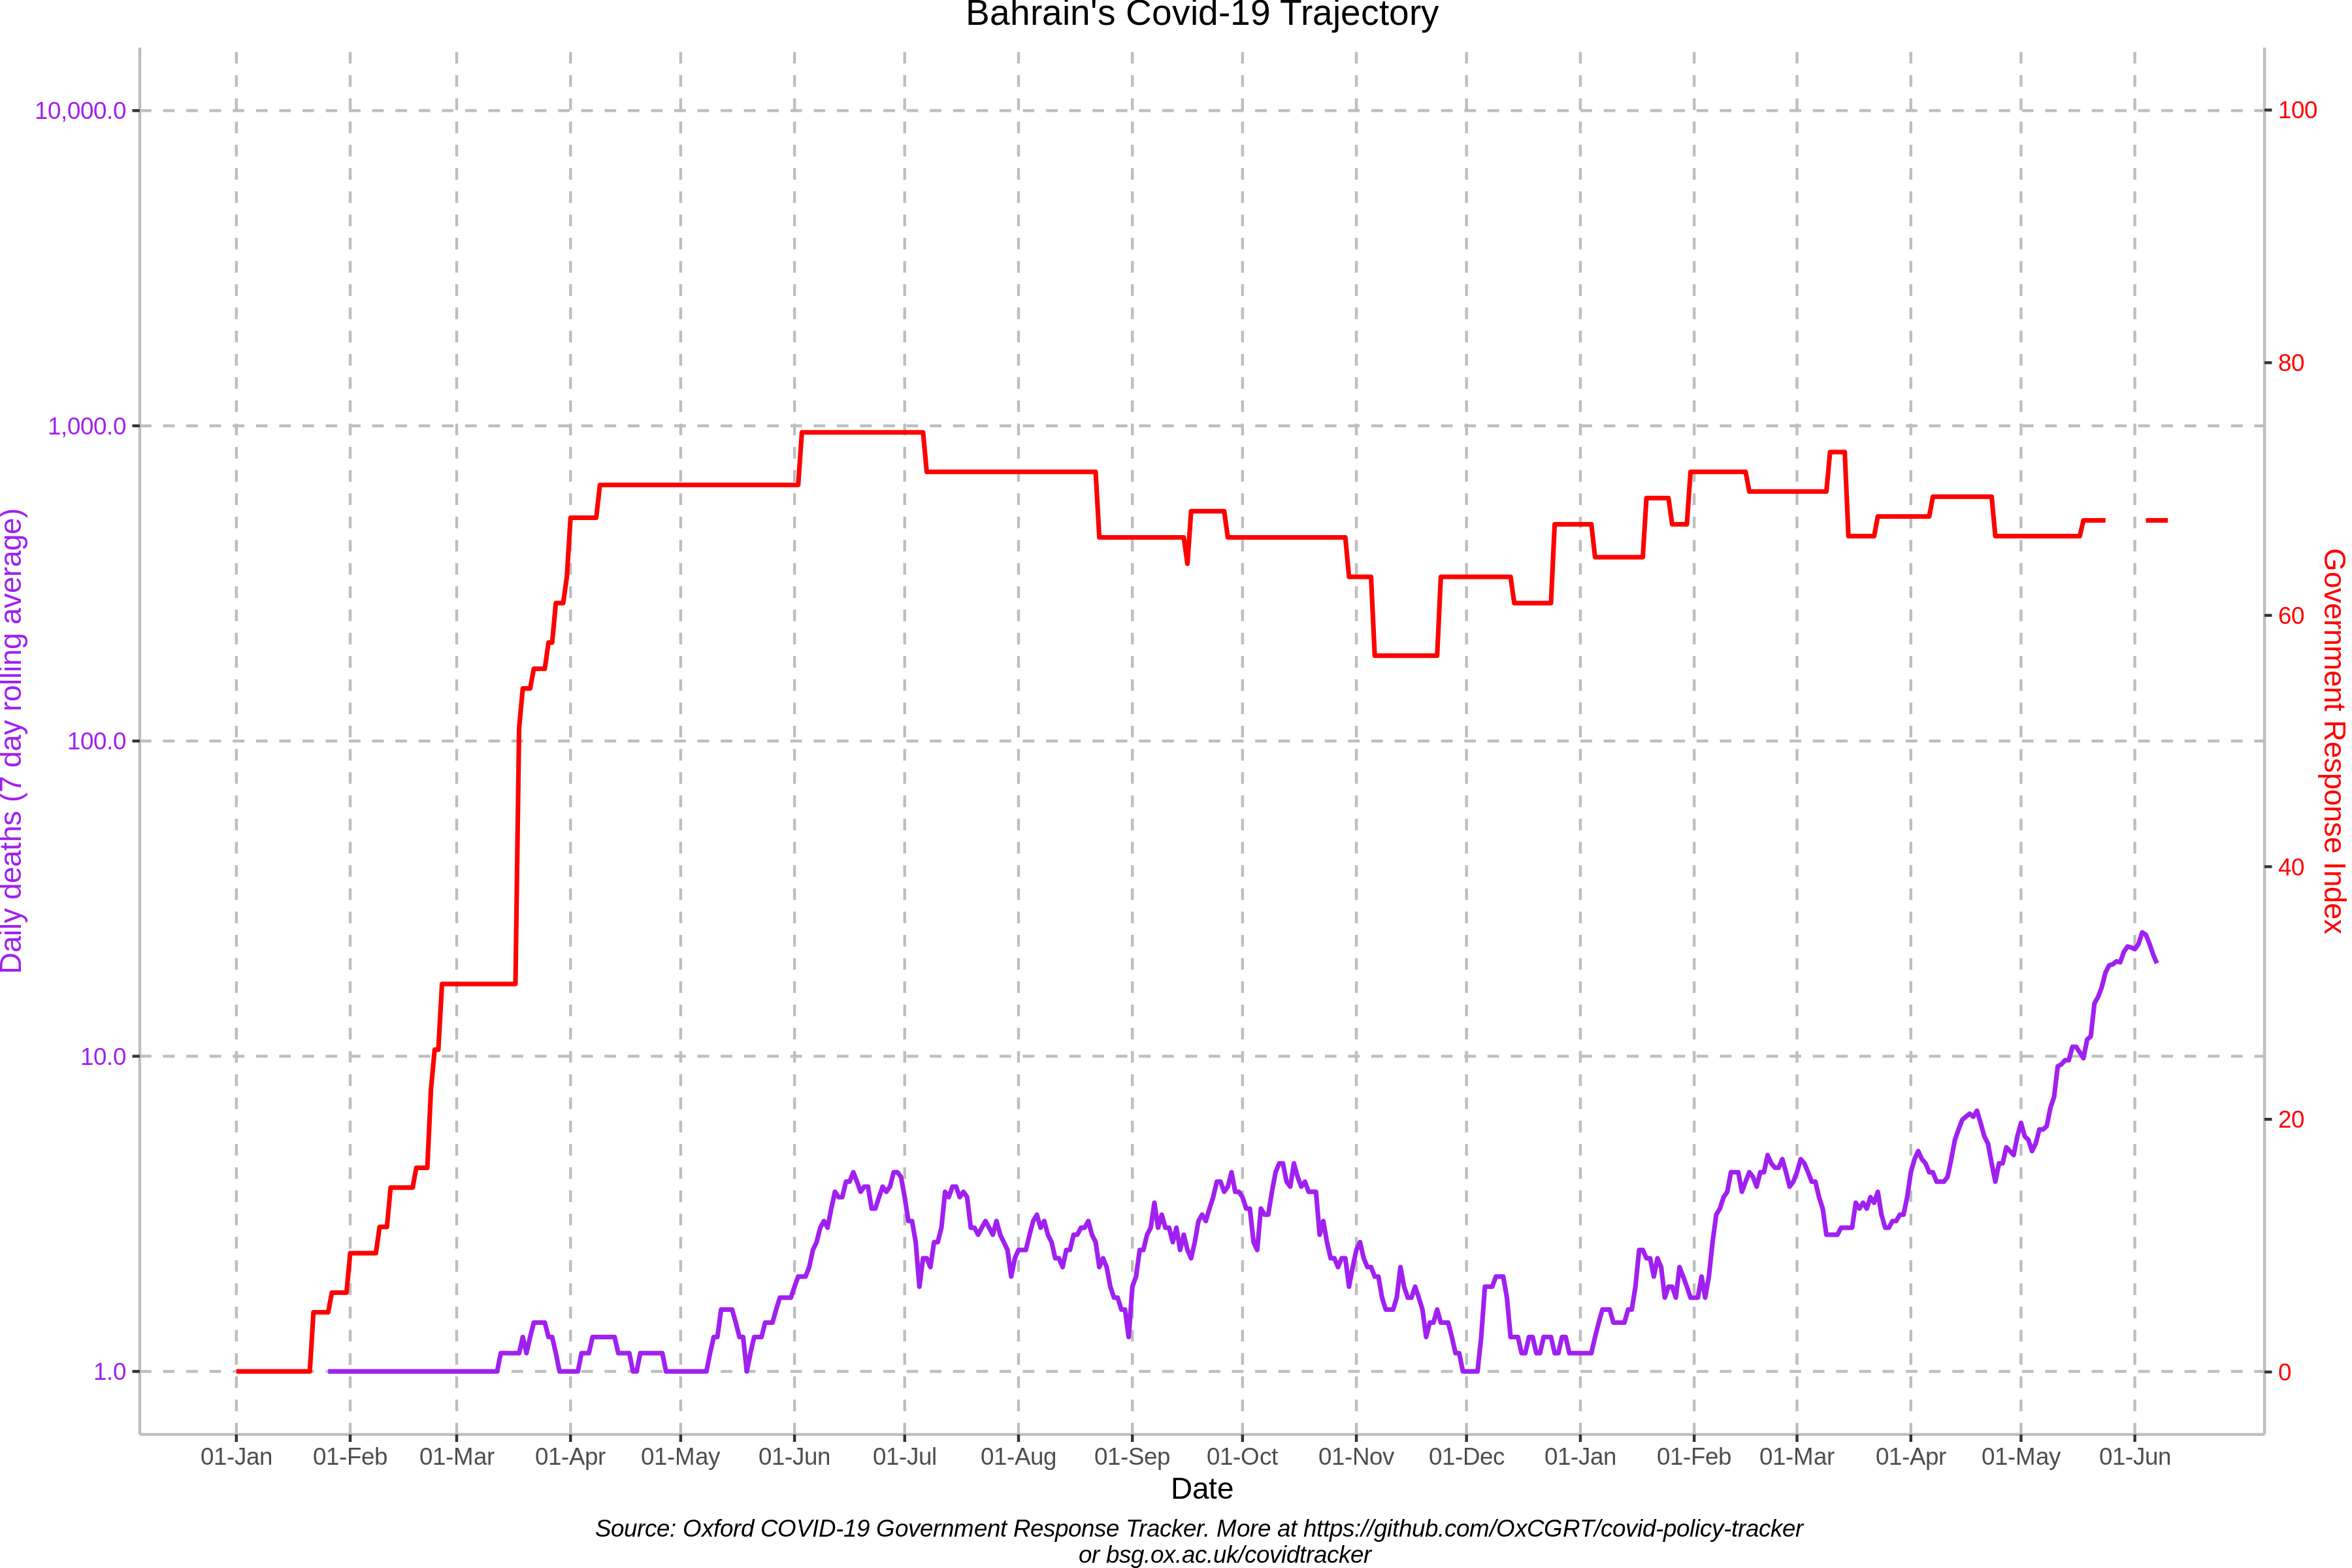 Bahrain's Covid-19 Trajectory
10,000.0
1,000.0
100.0
10.0
1.0
Daily deaths (7 day rolling average)
100
80
60
40
20
0
Government Response Index
01-Jan 01-Feb 01-Mar 01-Apr 01-May 01-Jun 01-Jul 01-Aug 01-Sep 01-Oct 01-Nov 01-Dec 01-Jan 01-Feb 01-Mar 01-Apr 01-May 01-Jun
Date
Source: Oxford COVID-19 Government Response Tracker. More at https://github.com/OxCGRT/covid-policy-tracker
or bsg.ox.ac.uk/covidtracker